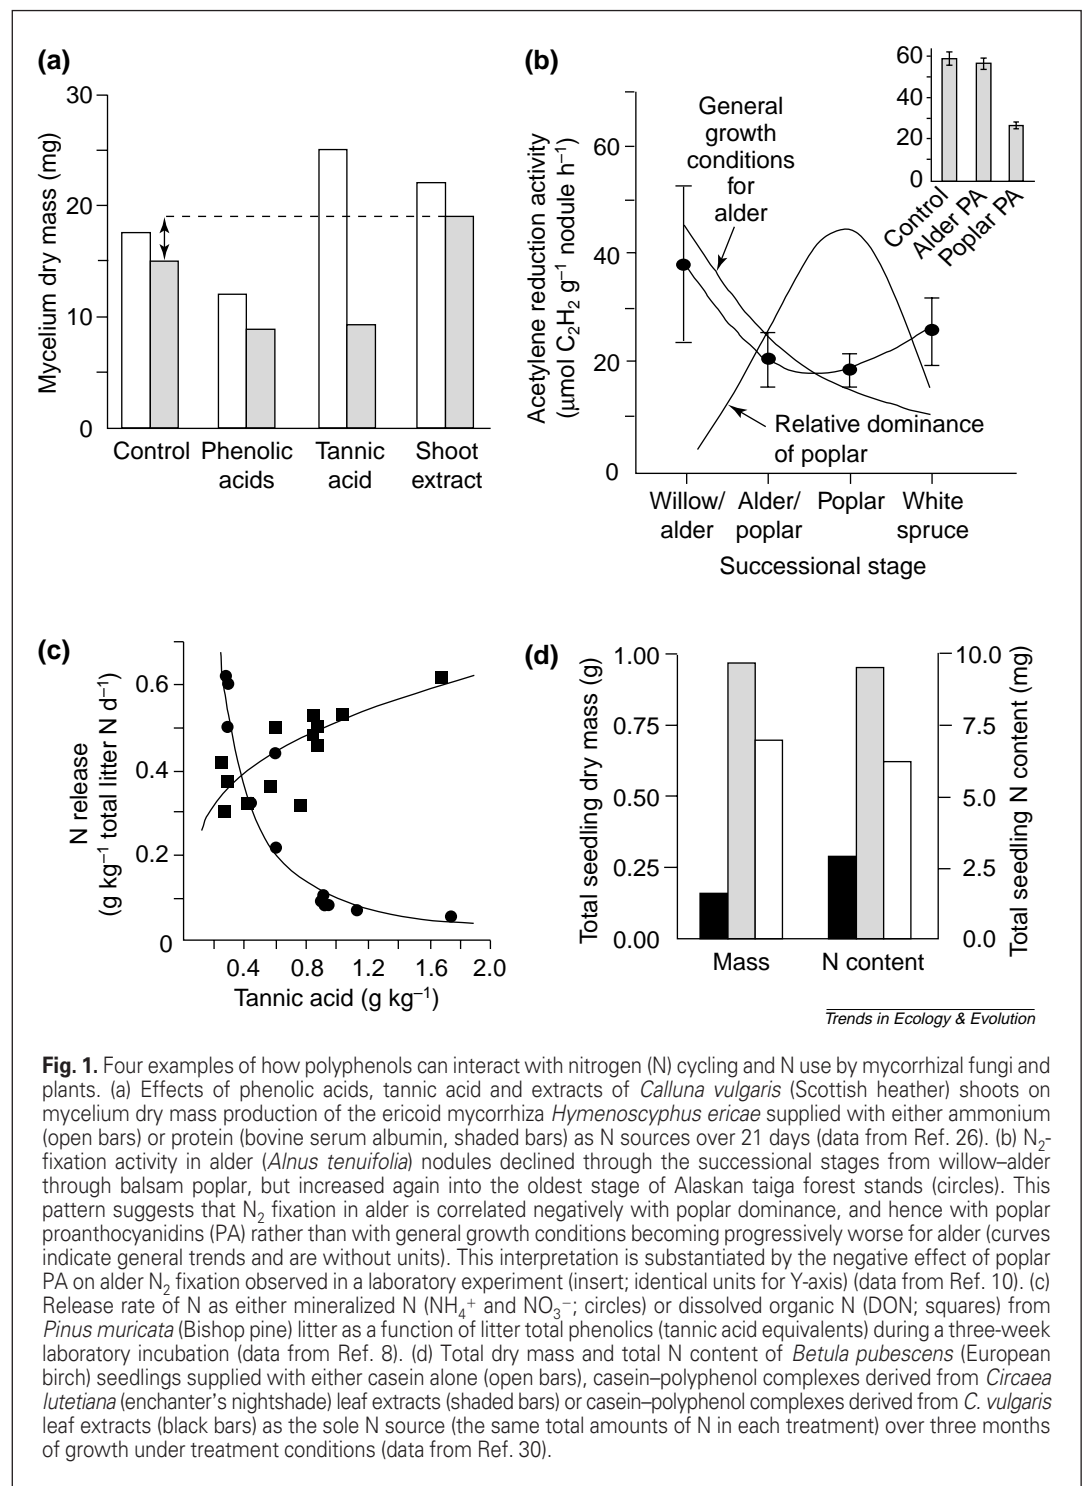 (a)
30
20
10
0
Mycelium dry mass (mg)
Control
Phenolic
acids
Tannic
acid
Shoot
extract
(b)
60
40
20
0
Acetylene reduction activity
(μmol C₂H₂ g⁻¹ nodule h⁻¹)
General
growth
conditions
for
alder
Relative dominance
of poplar
Willow/
alder
Alder/
poplar
Poplar
White
spruce
Successional stage
60
40
20
0
Control
Alder PA
Poplar PA
(c)
0.6
0.4
0.2
0
N release
(g kg⁻¹ total litter N d⁻¹)
0.4 0.8 1.2 1.6 2.0
Tannic acid (g kg⁻¹)
(d)
1.00
0.75
0.50
0.25
0.00
Total seedling dry mass (g)
Mass
N content
10.0
7.5
5.0
2.5
0.0
Total seedling N content (mg)
Trends in Ecology & Evolution
Fig. 1. Four examples of how polyphenols can interact with nitrogen (N) cycling and N use by mycorrhizal fungi and
plants. (a) Effects of phenolic acids, tannic acid and extracts of Calluna vulgaris (Scottish heather) shoots on
mycelium dry mass production of the ericoid mycorrhiza Hymenoscyphus ericae supplied with either ammonium
(open bars) or protein (bovine serum albumin, shaded bars) as N sources over 21 days (data from Ref. 26). (b) N₂-
fixation activity in alder (Alnus tenuifolia) nodules declined through the successional stages from willow–alder
through balsam poplar, but increased again into the oldest stage of Alaskan taiga forest stands (circles). This
pattern suggests that N₂ fixation in alder is correlated negatively with poplar dominance, and hence with poplar
proanthocyanidins (PA) rather than with general growth conditions becoming progressively worse for alder (curves
indicate general trends and are without units). This interpretation is substantiated by the negative effect of poplar
PA on alder N₂ fixation observed in a laboratory experiment (insert; identical units for Y-axis) (data from Ref. 10). (c)
Release rate of N as either mineralized N (NH₄⁺ and NO₃⁻; circles) or dissolved organic N (DON; squares) from
Pinus muricata (Bishop pine) litter as a function of litter total phenolics (tannic acid equivalents) during a three-week
laboratory incubation (data from Ref. 8). (d) Total dry mass and total N content of Betula pubescens (European
birch) seedlings supplied with either casein alone (open bars), casein–polyphenol complexes derived from Circaea
lutetiana (enchanter's nightshade) leaf extracts (shaded bars) or casein–polyphenol complexes derived from C. vulgaris
leaf extracts (black bars) as the sole N source (the same total amounts of N in each treatment) over three months
of growth under treatment conditions (data from Ref. 30).